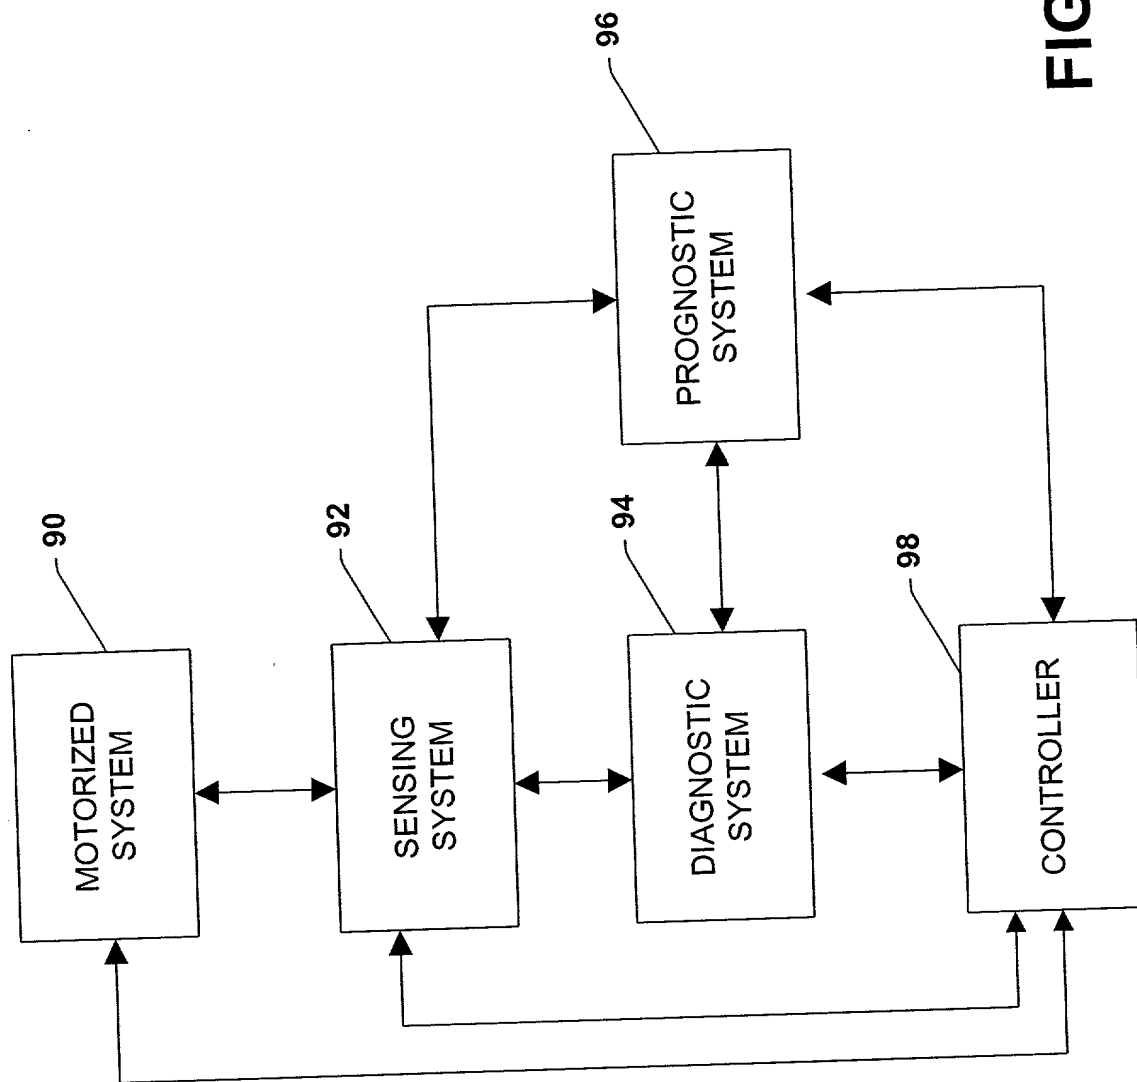 90
MOTORIZED
SYSTEM
92
SENSING
SYSTEM
94
DIAGNOSTIC
SYSTEM
96
PROGNOSTIC
SYSTEM
98
CONTROLLER
FIG